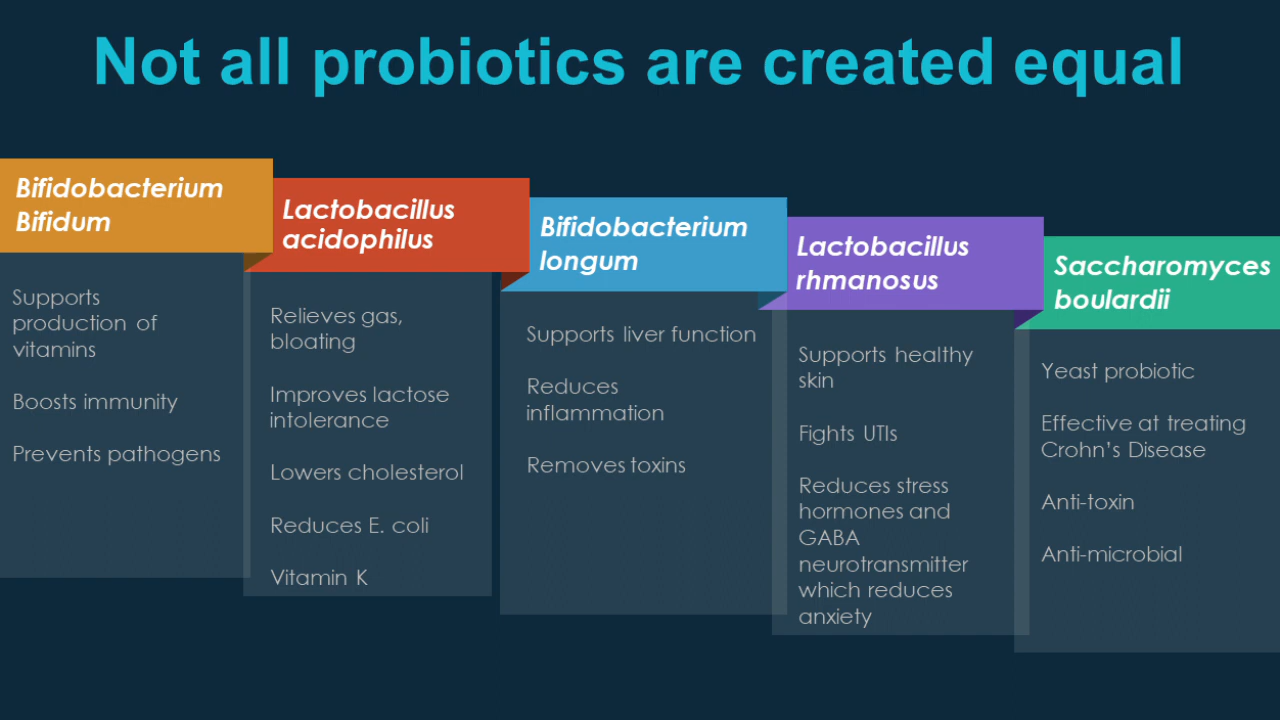 Not all probiotics are created equal
Bifidobacterium
Bifidum
Supports
production of
vitamins
Boosts immunity
Prevents pathogens
Lactobacillus
acidophilus
Relieves gas,
bloating
Improves lactose
intolerance
Lowers cholesterol
Reduces E. coli
Vitamin K
Bifidobacterium
longum
Supports liver function
Reduces
inflammation
Removes toxins
Lactobacillus
rhmanosus
Supports healthy
skin
Fights UTIs
Reduces stress
hormones and
GABA
neurotransmitter
which reduces
anxiety
Saccharomyces
boulardii
Yeast probiotic
Effective at treating
Crohn’s Disease
Anti-toxin
Anti-microbial